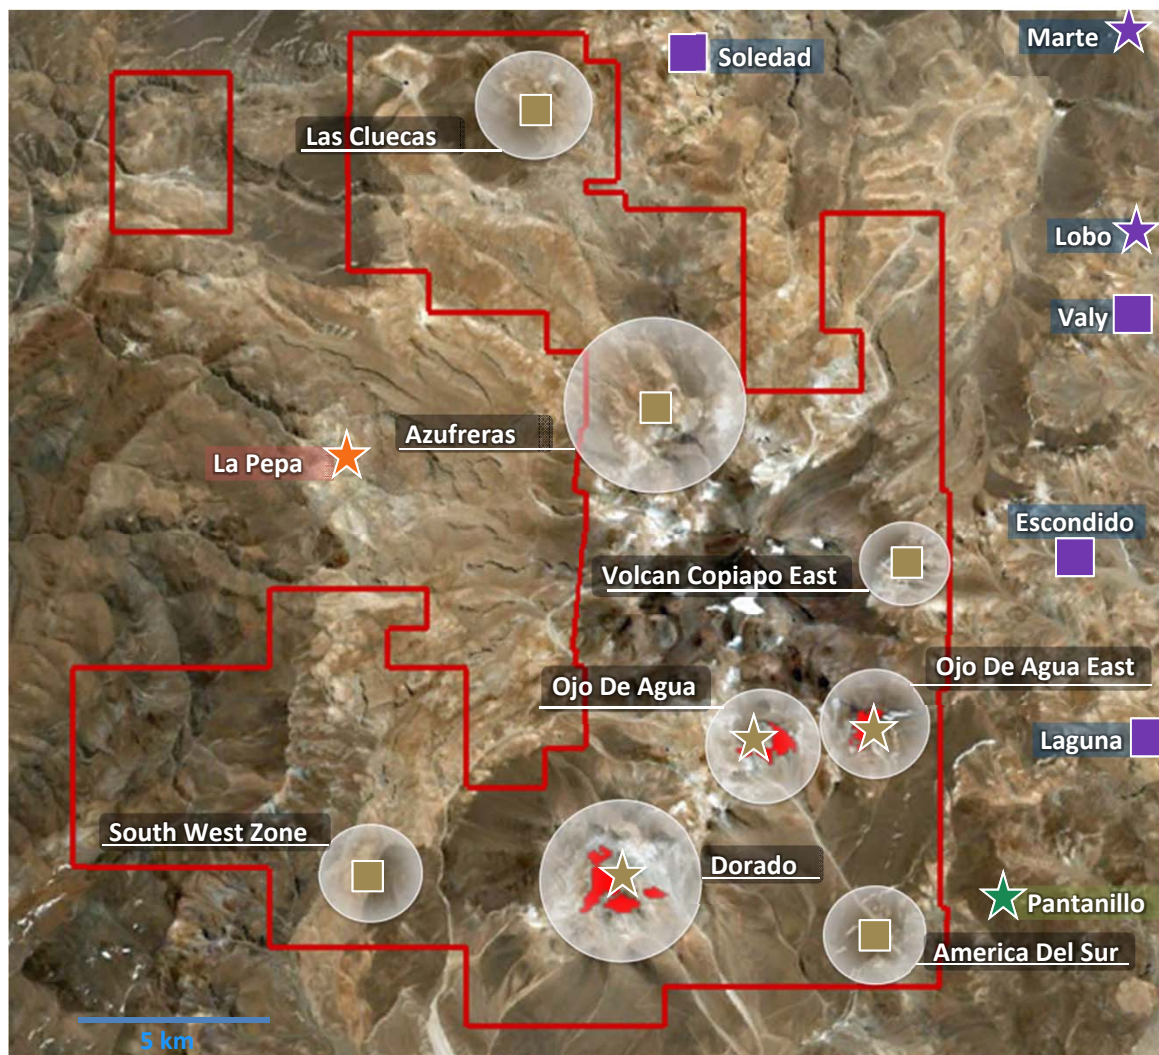 Marte
Soledad
Las Cluecas
Lobo
Valy
Azufreras
La Pepa
Escondido
Volcan Copiapo East
Ojo De Agua East
Ojo De Agua
Laguna
South West Zone
Dorado
Pantanillo
America Del Sur
5 km